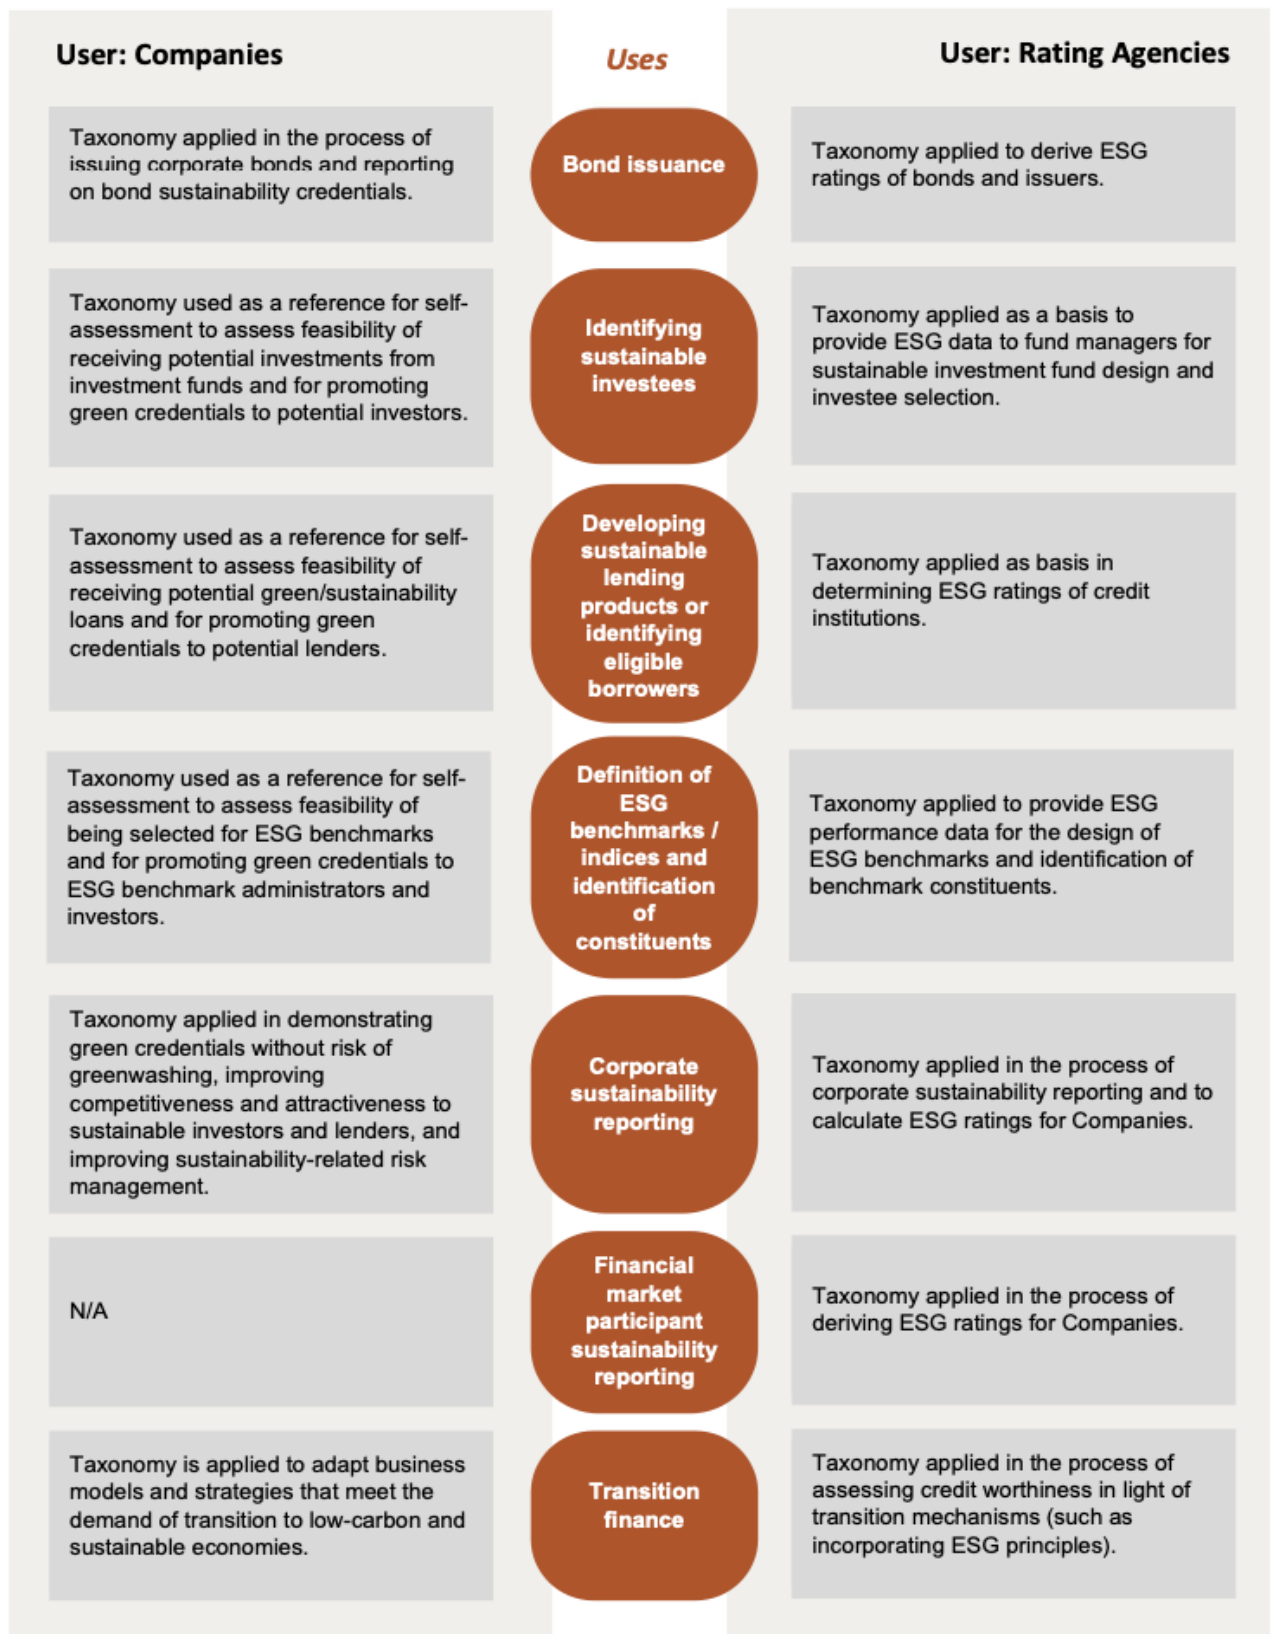 User: Companies
Uses
User: Rating Agencies
Taxonomy applied in the process of
issuing corporate bonds and reporting
on bond sustainability credentials.
Bond issuance
Taxonomy applied to derive ESG
ratings of bonds and issuers.
Taxonomy used as a reference for self-
assessment to assess feasibility of
receiving potential investments from
investment funds and for promoting
green credentials to potential investors.
Identifying
sustainable
investees
Taxonomy applied as a basis to
provide ESG data to fund managers for
sustainable investment fund design and
investee selection.
Taxonomy used as a reference for self-
assessment to assess feasibility of
receiving potential green/sustainability
loans and for promoting green
credentials to potential lenders.
Developing
sustainable
lending
products or
identifying
eligible
borrowers
Taxonomy applied as basis in
determining ESG ratings of credit
institutions.
Taxonomy used as a reference for self-
assessment to assess feasibility of
being selected for ESG benchmarks
and for promoting green credentials to
ESG benchmark administrators and
investors.
Definition of
ESG
benchmarks /
indices and
identification
of
constituents
Taxonomy applied to provide ESG
performance data for the design of
ESG benchmarks and identification of
benchmark constituents.
Taxonomy applied in demonstrating
green credentials without risk of
greenwashing, improving
competitiveness and attractiveness to
sustainable investors and lenders, and
improving sustainability-related risk
management.
Corporate
sustainability
reporting
Taxonomy applied in the process of
corporate sustainability reporting and to
calculate ESG ratings for Companies.
N/A
Financial
market
participant
sustainability
reporting
Taxonomy applied in the process of
deriving ESG ratings for Companies.
Taxonomy is applied to adapt business
models and strategies that meet the
demand of transition to low-carbon and
sustainable economies.
Transition
finance
Taxonomy applied in the process of
assessing credit worthiness in light of
transition mechanisms (such as
incorporating ESG principles).